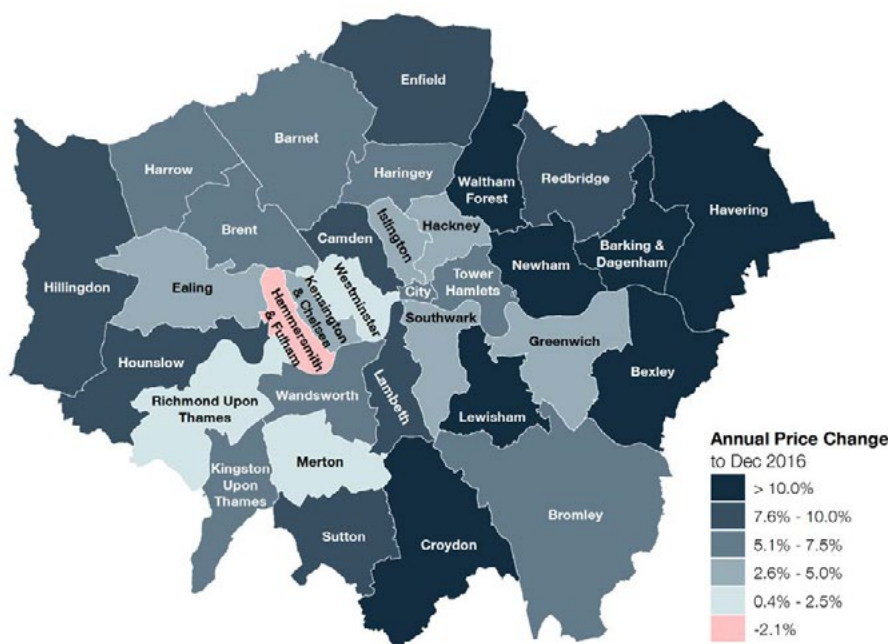 Enfield
Barnet
Harrow
Haringey
Waltham
Forest
Redbridge
Havering
Brent
Camden
Islington
Hackney
Barking &
Dagenham
Hillingdon
Ealing
Hammersmith
& Fulham
Kensington
& Chelsea
Westminster
City
Tower
Hamlets
Newham
Southwark
Greenwich
Bexley
Hounslow
Richmond Upon
Thames
Wandsworth
Lambeth
Lewisham
Merton
Kingston
Upon
Thames
Sutton
Croydon
Bromley
Annual Price Change
to Dec 2016
> 10.0%
7.6% - 10.0%
5.1% - 7.5%
2.6% - 5.0%
0.4% - 2.5%
-2.1%